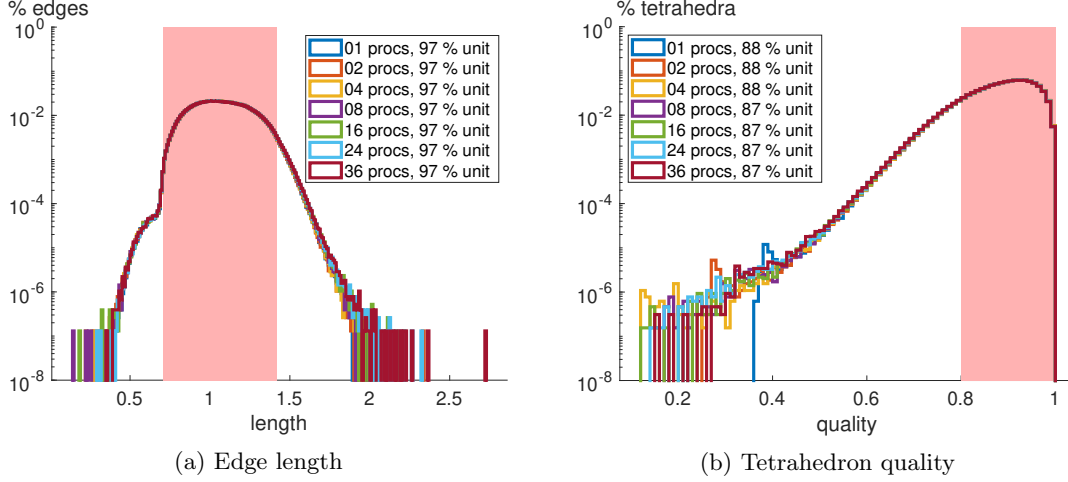 % edges
10^0
10^-2
10^-4
10^-6
10^-8
01 procs, 97 % unit
02 procs, 97 % unit
04 procs, 97 % unit
08 procs, 97 % unit
16 procs, 97 % unit
24 procs, 97 % unit
36 procs, 97 % unit
0.5 1 1.5 2 2.5
length
(a) Edge length
% tetrahedra
10^0
10^-2
10^-4
10^-6
10^-8
01 procs, 88 % unit
02 procs, 88 % unit
04 procs, 88 % unit
08 procs, 87 % unit
16 procs, 87 % unit
24 procs, 87 % unit
36 procs, 87 % unit
0.2 0.4 0.6 0.8 1
quality
(b) Tetrahedron quality